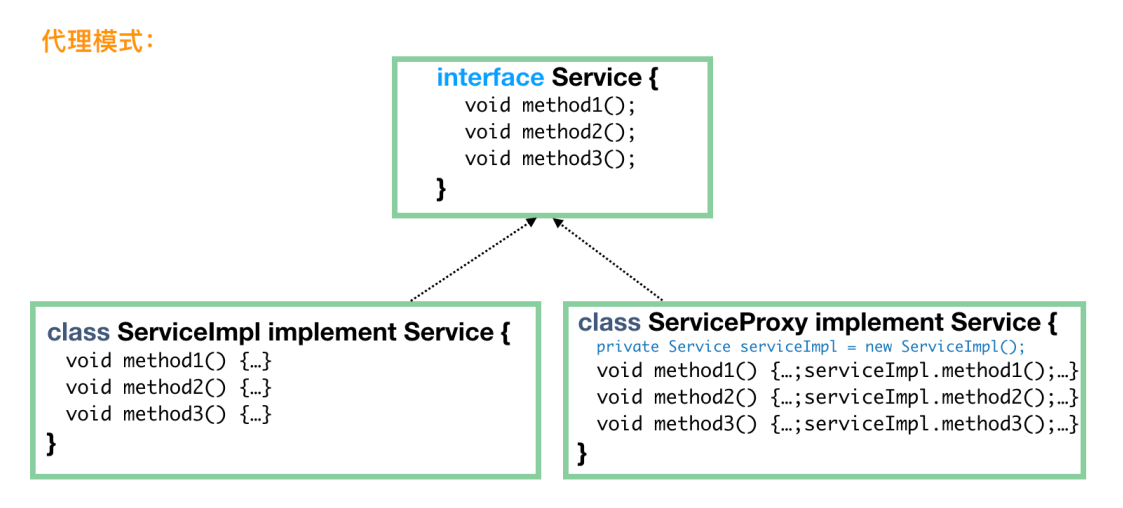 代理模式：
interface Service {
void method1();
void method2();
void method3();
}
class ServiceImpl implement Service {
void method1() {…}
void method2() {…}
void method3() {…}
}
class ServiceProxy implement Service {
private Service serviceImpl = new ServiceImpl();
void method1() {…;serviceImpl.method1();…}
void method2() {…;serviceImpl.method2();…}
void method3() {…;serviceImpl.method3();…}
}